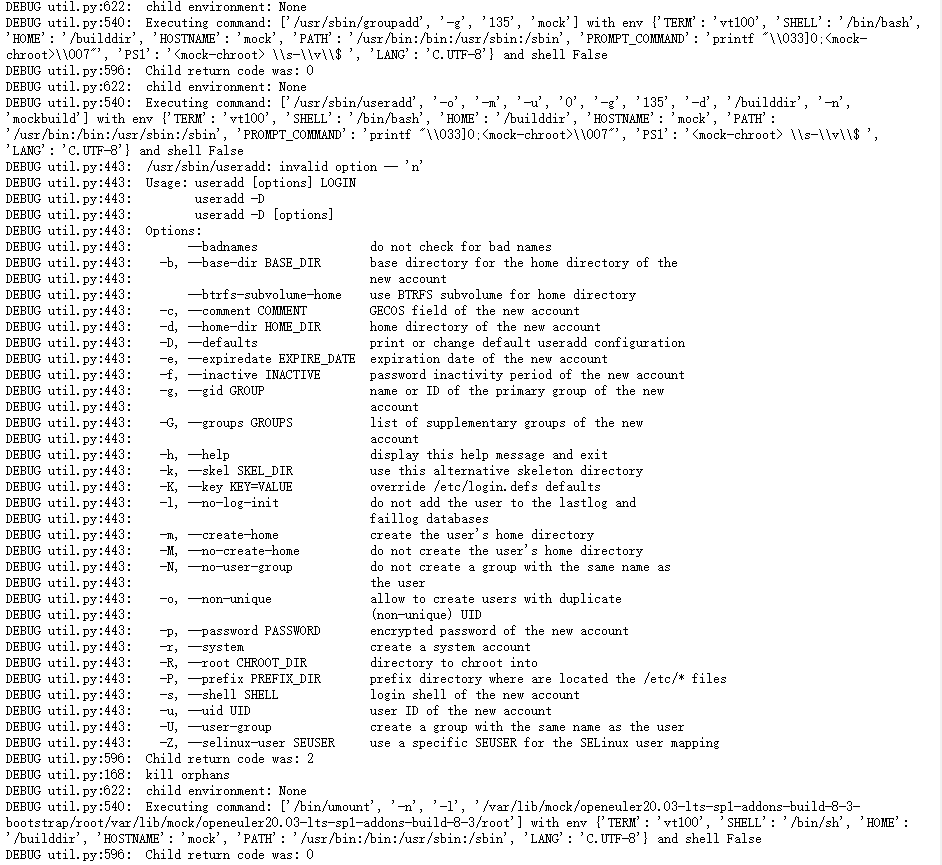 DEBUG util.py:622:  child environment: None
DEBUG util.py:540:  Executing command: ['/usr/sbin/groupadd', '-g', '135', 'mock'] with env {'TERM': 'vt100', 'SHELL': '/bin/bash',
'HOME': '/builddir', 'HOSTNAME': 'mock', 'PATH': '/usr/bin:/bin:/usr/sbin:/sbin', 'PROMPT_COMMAND': 'printf "\\033]0;<mock-
chroot>\\007"', 'PS1': '<mock-chroot> \\s-\\v\\$ ', 'LANG': 'C.UTF-8'} and shell False
DEBUG util.py:596:  Child return code was: 0
DEBUG util.py:622:  child environment: None
DEBUG util.py:540:  Executing command: ['/usr/sbin/useradd', '-o', '-m', '-u', '0', '-g', '135', '-d', '/builddir', '-n',
'mockbuild'] with env {'TERM': 'vt100', 'SHELL': '/bin/bash', 'HOME': '/builddir', 'HOSTNAME': 'mock', 'PATH':
'/usr/bin:/bin:/usr/sbin:/sbin', 'PROMPT_COMMAND': 'printf "\\033]0;<mock-chroot>\\007"', 'PS1': '<mock-chroot> \\s-\\v\\$ ',
'LANG': 'C.UTF-8'} and shell False
DEBUG util.py:443:  /usr/sbin/useradd: invalid option -- 'n'
DEBUG util.py:443:  Usage: useradd [options] LOGIN
DEBUG util.py:443:         useradd -D
DEBUG util.py:443:         useradd -D [options]
DEBUG util.py:443:  Options:
DEBUG util.py:443:        --badnames                do not check for bad names
DEBUG util.py:443:    -b, --base-dir BASE_DIR       base directory for the home directory of the
DEBUG util.py:443:                                  new account
DEBUG util.py:443:        --btrfs-subvolume-home    use BTRFS subvolume for home directory
DEBUG util.py:443:    -c, --comment COMMENT         GECOS field of the new account
DEBUG util.py:443:    -d, --home-dir HOME_DIR       home directory of the new account
DEBUG util.py:443:    -D, --defaults                print or change default useradd configuration
DEBUG util.py:443:    -e, --expiredate EXPIRE_DATE  expiration date of the new account
DEBUG util.py:443:    -f, --inactive INACTIVE       password inactivity period of the new account
DEBUG util.py:443:    -g, --gid GROUP               name or ID of the primary group of the new
DEBUG util.py:443:                                  account
DEBUG util.py:443:    -G, --groups GROUPS           list of supplementary groups of the new
DEBUG util.py:443:                                  account
DEBUG util.py:443:    -h, --help                    display this help message and exit
DEBUG util.py:443:    -k, --skel SKEL_DIR           use this alternative skeleton directory
DEBUG util.py:443:    -K, --key KEY=VALUE           override /etc/login.defs defaults
DEBUG util.py:443:    -l, --no-log-init             do not add the user to the lastlog and
DEBUG util.py:443:                                  faillog databases
DEBUG util.py:443:    -m, --create-home             create the user's home directory
DEBUG util.py:443:    -M, --no-create-home          do not create the user's home directory
DEBUG util.py:443:    -N, --no-user-group           do not create a group with the same name as
DEBUG util.py:443:                                  the user
DEBUG util.py:443:    -o, --non-unique              allow to create users with duplicate
DEBUG util.py:443:                                  (non-unique) UID
DEBUG util.py:443:    -p, --password PASSWORD       encrypted password of the new account
DEBUG util.py:443:    -r, --system                  create a system account
DEBUG util.py:443:    -R, --root CHROOT_DIR         directory to chroot into
DEBUG util.py:443:    -P, --prefix PREFIX_DIR       prefix directory where are located the /etc/* files
DEBUG util.py:443:    -s, --shell SHELL             login shell of the new account
DEBUG util.py:443:    -u, --uid UID                 user ID of the new account
DEBUG util.py:443:    -U, --user-group              create a group with the same name as the user
DEBUG util.py:443:    -Z, --selinux-user SEUSER     use a specific SEUSER for the SELinux user mapping
DEBUG util.py:596:  Child return code was: 2
DEBUG util.py:168:  kill orphans
DEBUG util.py:622:  child environment: None
DEBUG util.py:540:  Executing command: ['/bin/umount', '-n', '-l', '/var/lib/mock/openeuler20.03-lts-sp1-addons-build-8-3-
bootstrap/root/var/lib/mock/openeuler20.03-lts-sp1-addons-build-8-3/root'] with env {'TERM': 'vt100', 'SHELL': '/bin/sh', 'HOME':
'/builddir', 'HOSTNAME': 'mock', 'PATH': '/usr/bin:/bin:/usr/sbin:/sbin', 'LANG': 'C.UTF-8'} and shell False
DEBUG util.py:596:  Child return code was: 0